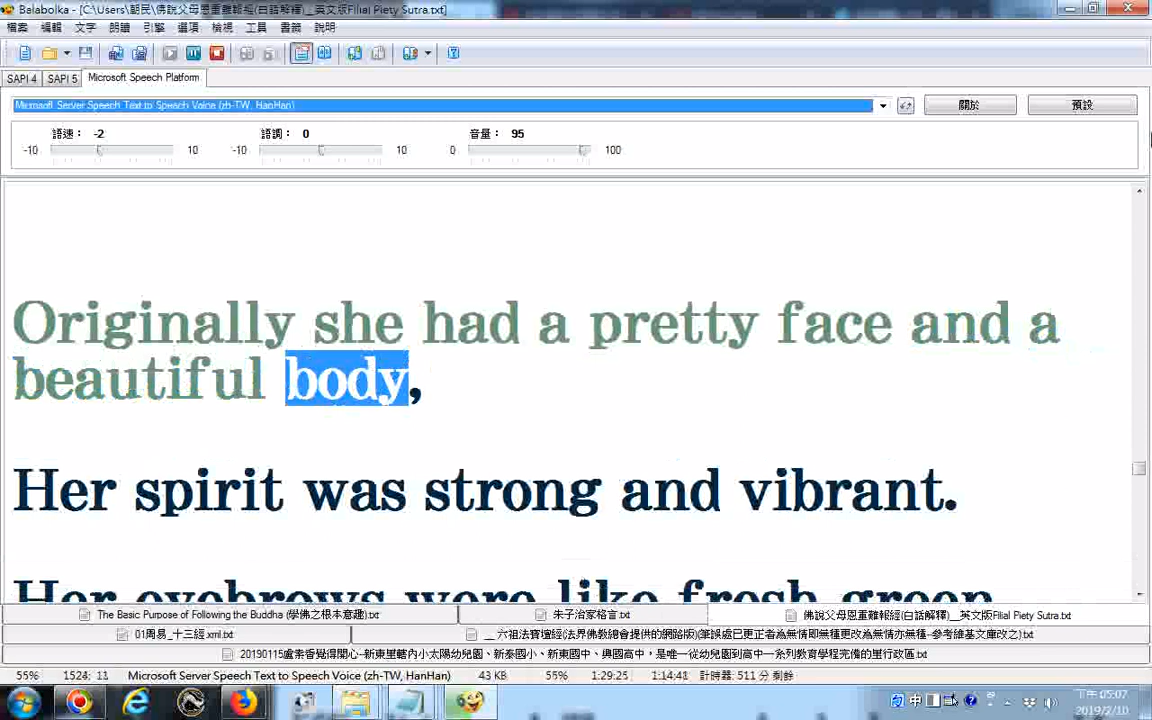 Balabolka - [C:\Users\朝民\佛說父母恩重難報經(白話解釋)__英文版Filial Piety Sutra.txt]
檔案 編輯 文字 朗讀 引擎 選項 檢視 工具 書籤 說明
SAPI 4 SAPI 5 Microsoft Speech Platform
Microsoft Server Speech Text to Speech Voice (zh-TW, HanHan) 關於 預設
語速： -2 語調： 0 音量： 95
-10 10 -10 10 0 100
Originally she had a pretty face and a
beautiful body,
Her spirit was strong and vibrant.
Her eyebrows were like fresh green
The Basic Purpose of Following the Buddha (學佛之根本意趣).txt 朱子治家格言.txt 佛說父母恩重難報經(白話解釋)__英文版Filial Piety Sutra.txt
01周易_十三經.xml.txt __六祖法寶壇經(法界佛教總會提供的網路版)(筆誤處已更正者為無情即無種更改為無情亦無種-參考維基文庫改之).txt
20190115盧素香覺得開心-新東里轄內小太陽幼兒園、新泰國小、新東國中、興國高中，是唯一從幼兒園到高中一系列教育學程完備的里行政區.txt
55% 1524: 11 Microsoft Server Speech Text to Speech Voice (zh-TW, HanHan) 43 KB 55% 1:29:25 1:14:41 計時器: 511 分 剩餘
中 下午 05:07
2019/2/10